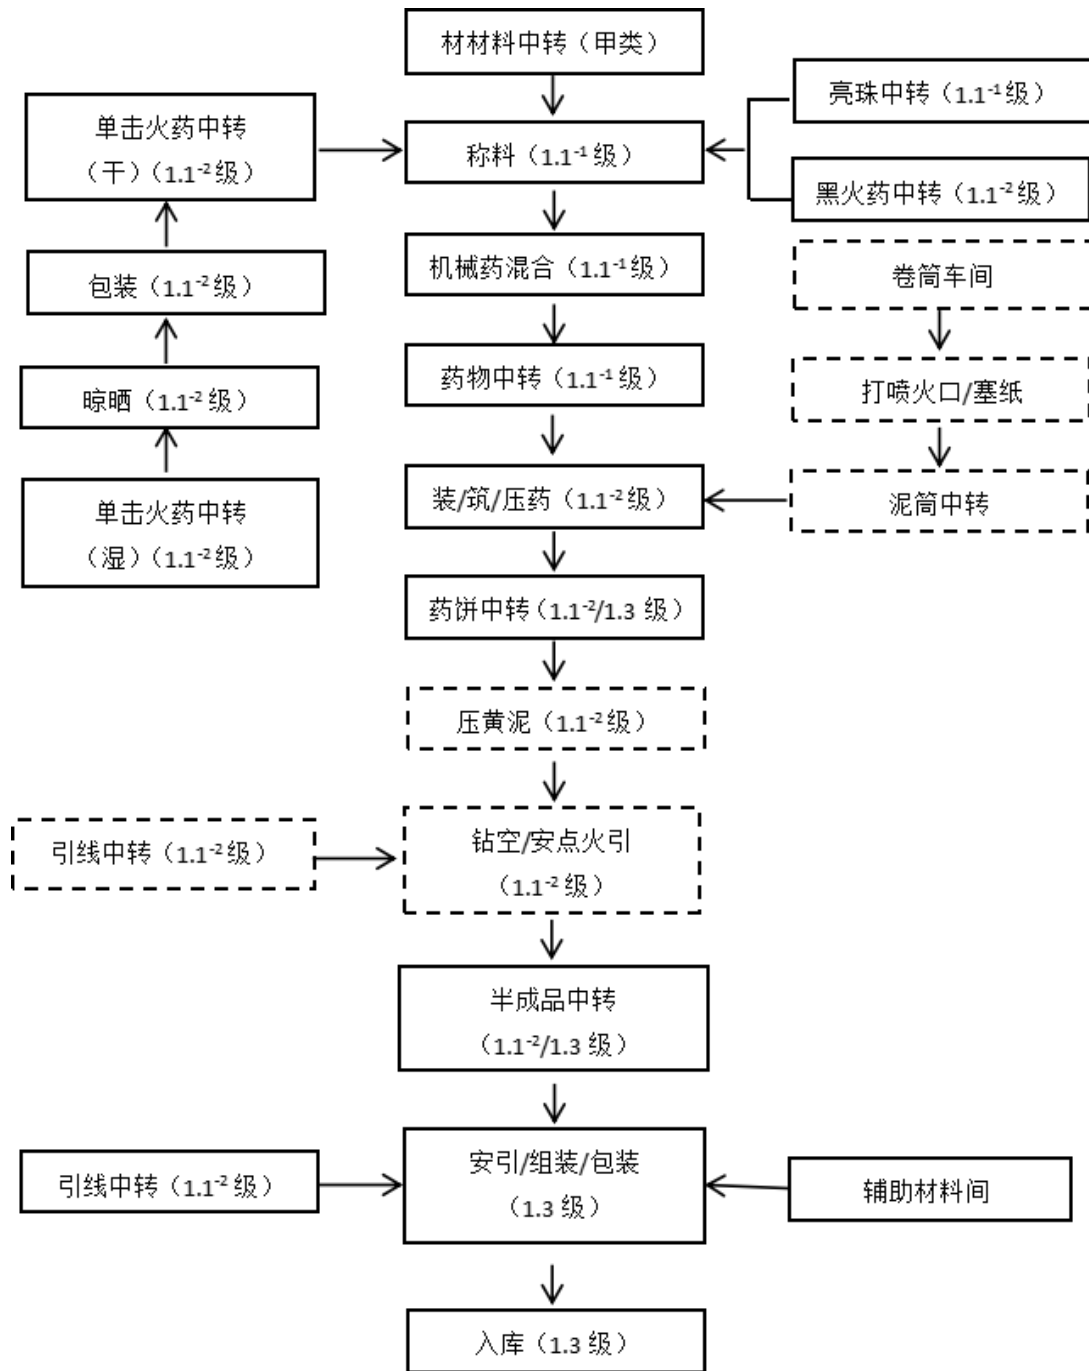 材材料中转（甲类）
亮珠中转（1.1⁻¹级）
单击火药中转
（干）（1.1⁻²级）
称料（1.1⁻¹级）
黑火药中转（1.1⁻²级）
包装（1.1⁻²级）
机械药混合（1.1⁻¹级）
卷筒车间
晾晒（1.1⁻²级）
药物中转（1.1⁻¹级）
打喷火口/塞纸
单击火药中转
（湿）（1.1⁻²级）
装/筑/压药（1.1⁻²级）
泥筒中转
药饼中转（1.1⁻²/1.3 级）
压黄泥（1.1⁻²级）
引线中转（1.1⁻²级）
钻空/安点火引
（1.1⁻²级）
半成品中转
（1.1⁻²/1.3 级）
引线中转（1.1⁻²级）
安引/组装/包装
（1.3 级）
辅助材料间
入库（1.3 级）